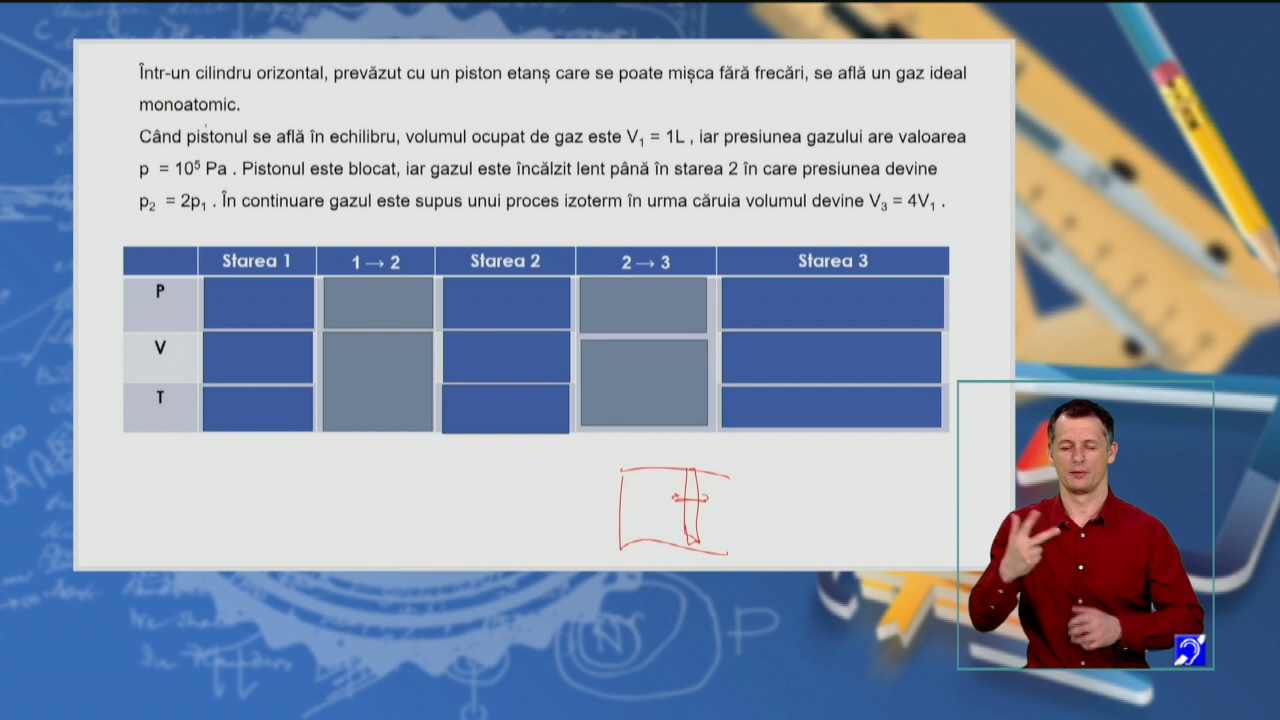 Într-un cilindru orizontal, prevăzut cu un piston etanș care se poate mișca fără frecări, se află un gaz ideal
monoatomic.
Când pistonul se află în echilibru, volumul ocupat de gaz este V₁ = 1L , iar presiunea gazului are valoarea
p = 10⁵ Pa . Pistonul este blocat, iar gazul este încălzit lent până în starea 2 în care presiunea devine
p₂ = 2p₁ . În continuare gazul este supus unui proces izoterm în urma căruia volumul devine V₃ = 4V₁ .
Starea 1 1 → 2 Starea 2 2 → 3 Starea 3
P
V
T
N
P